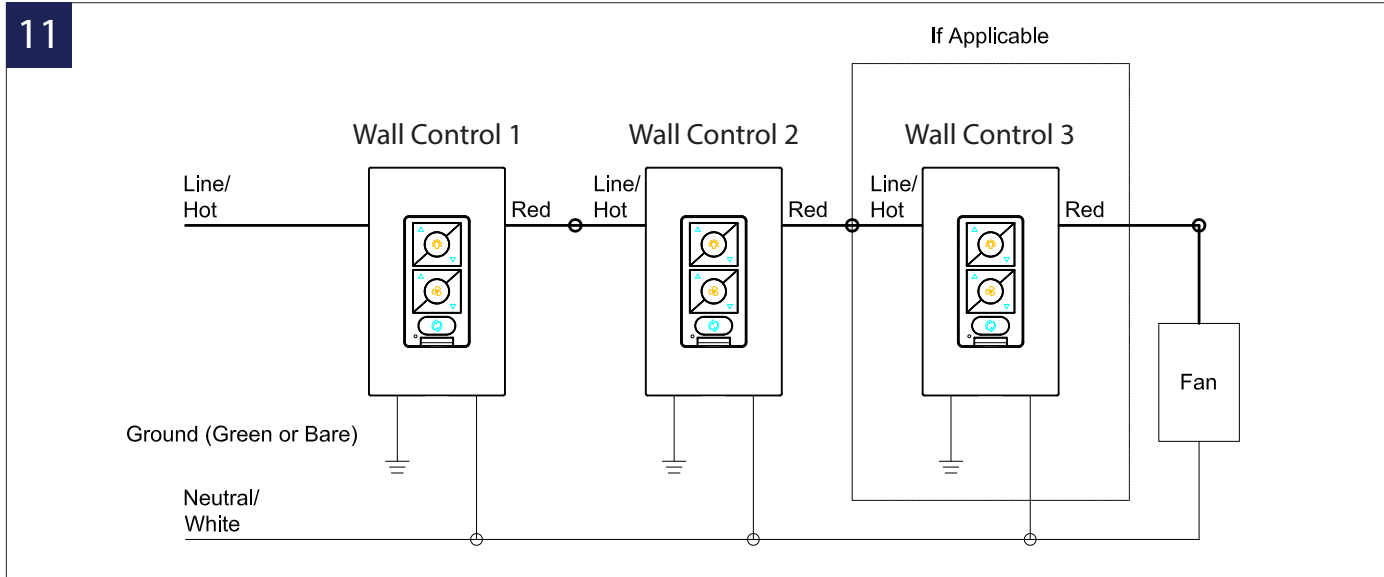 11
If Applicable
Wall Control 1
Wall Control 2
Wall Control 3
Line/
Hot
Red
Line/
Hot
Red
Line/
Hot
Red
Fan
Ground (Green or Bare)
Neutral/
White